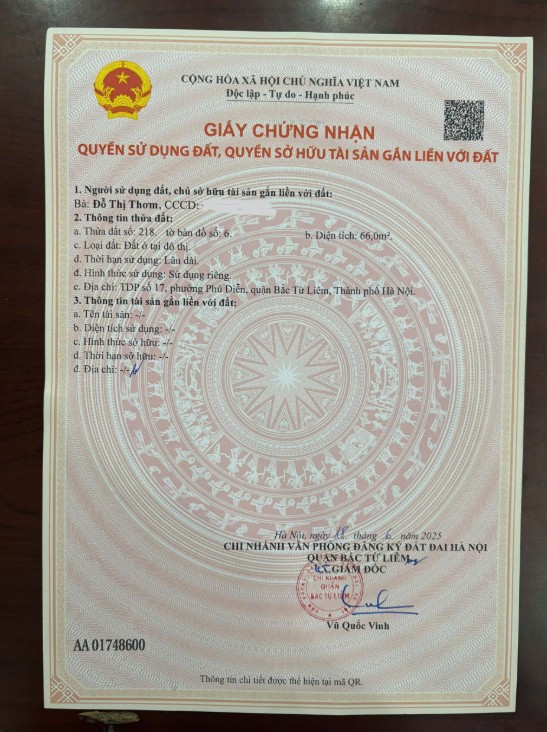 CỘNG HÒA XÃ HỘI CHỦ NGHĨA VIỆT NAM
Độc lập - Tự do - Hạnh phúc
GIẤY CHỨNG NHẬN
QUYỀN SỬ DỤNG ĐẤT, QUYỀN SỞ HỮU TÀI SẢN GẮN LIỀN VỚI ĐẤT
1. Người sử dụng đất, chủ sở hữu tài sản gắn liền với đất:
Bà: Đỗ Thị Thơm, CCCD:
2. Thông tin thửa đất:
a. Thửa đất số: 218, tờ bản đồ số: 6. b. Diện tích: 66,0m².
c. Loại đất: Đất ở tại đô thị.
d. Thời hạn sử dụng: Lâu dài.
đ. Hình thức sử dụng: Sử dụng riêng.
e. Địa chỉ: TDP số 17, phường Phú Diễn, quận Bắc Từ Liêm, Thành phố Hà Nội.
3. Thông tin tài sản gắn liền với đất:
a. Tên tài sản: -/-
b. Diện tích sử dụng: -/-
c. Hình thức sở hữu: -/-
d. Thời hạn sở hữu: -/-
đ. Địa chỉ: -/-
Hà Nội, ngày 18 tháng 6 năm 2025
CHI NHÁNH VĂN PHÒNG ĐĂNG KÝ ĐẤT ĐAI HÀ NỘI
QUẬN BẮC TỪ LIÊM
GIÁM ĐỐC
CHI NHÁNH
QUẬN
BẮC TỪ LIÊM
Vũ Quốc Vinh
AA 01748600
Thông tin chi tiết được thể hiện tại mã QR.